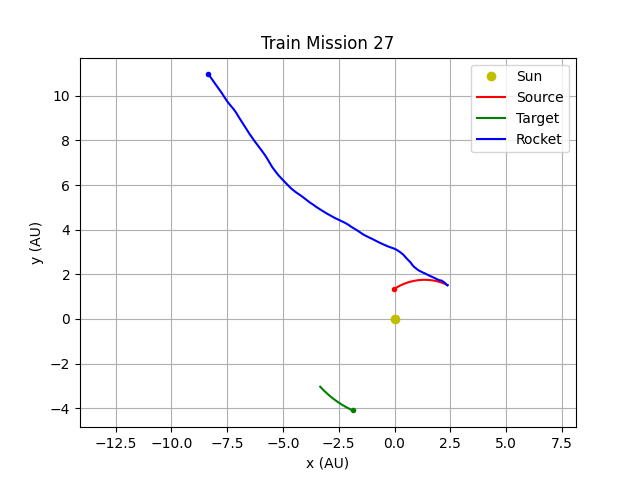 Train Mission 27
Sun
Source
Target
Rocket
y (AU)
10
8
6
4
2
0
−2
−4
−12.5 −10.0 −7.5 −5.0 −2.5 0.0 2.5 5.0 7.5
x (AU)